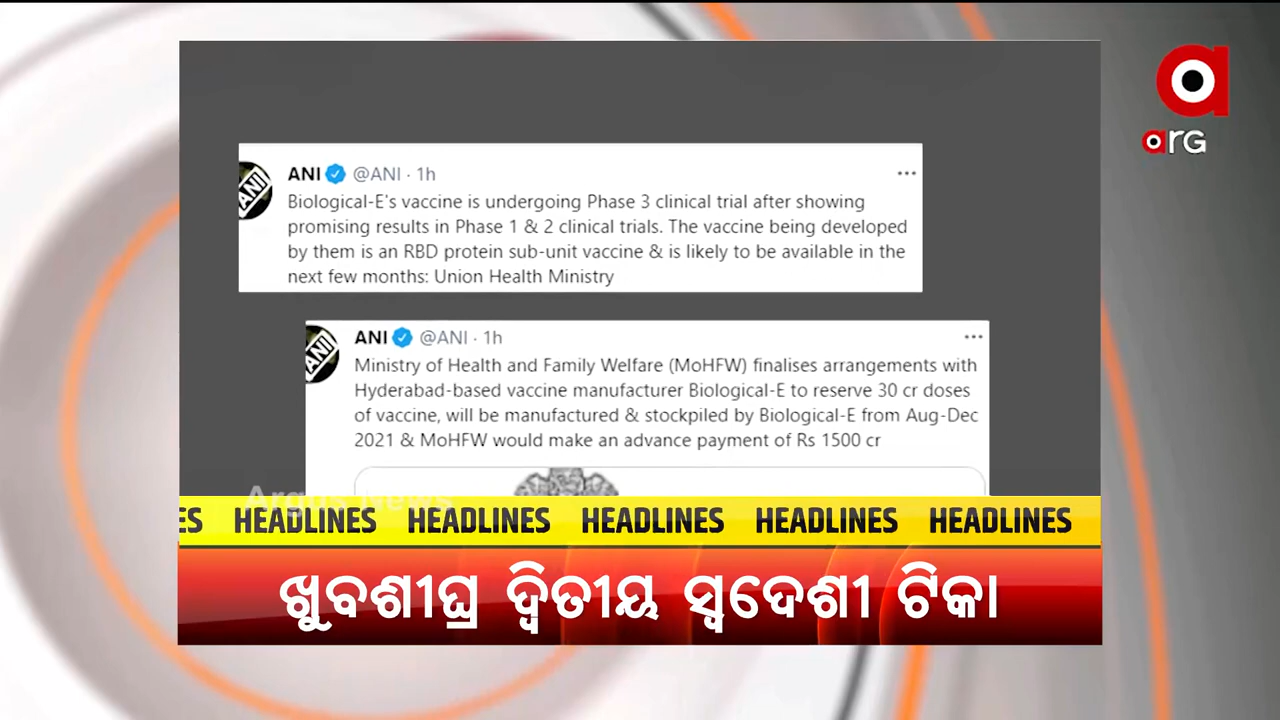 ANI @ANI · 1h
Biological-E's vaccine is undergoing Phase 3 clinical trial after showing
promising results in Phase 1 & 2 clinical trials. The vaccine being developed
by them is an RBD protein sub-unit vaccine & is likely to be available in the
next few months: Union Health Ministry
ANI @ANI · 1h
Ministry of Health and Family Welfare (MoHFW) finalises arrangements with
Hyderabad-based vaccine manufacturer Biological-E to reserve 30 cr doses
of vaccine, will be manufactured & stockpiled by Biological-E from Aug-Dec
2021 & MoHFW would make an advance payment of Rs 1500 cr
Argus News
ES HEADLINES HEADLINES HEADLINES HEADLINES HEADLINES
ଖୁବଶୀଘ୍ର ଦ୍ୱିତୀୟ ସ୍ୱଦେଶୀ ଟିକା
arG
ANI
ANI